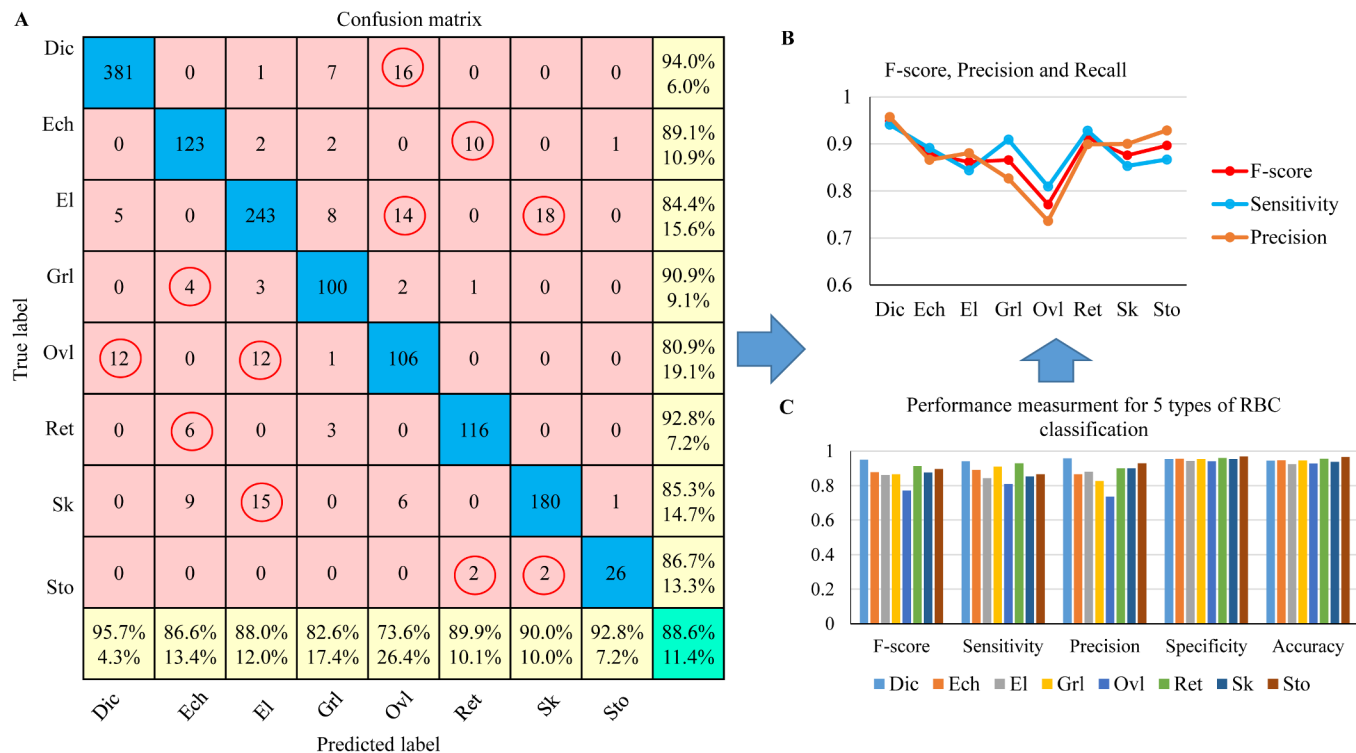 A
Confusion matrix
Dic
381 0 1 7 16 0 0 0 94.0%
6.0%
Ech
0 123 2 2 0 10 0 1 89.1%
10.9%
El
5 0 243 8 14 0 18 0 84.4%
15.6%
Grl
0 4 3 100 2 1 0 0 90.9%
9.1%
Ovl
12 0 12 1 106 0 0 0 80.9%
19.1%
Ret
0 6 0 3 0 116 0 0 92.8%
7.2%
Sk
0 9 15 0 6 0 180 1 85.3%
14.7%
Sto
0 0 0 0 0 2 2 26 86.7%
13.3%
95.7% 86.6% 88.0% 82.6% 73.6% 89.9% 90.0% 92.8% 88.6%
4.3% 13.4% 12.0% 17.4% 26.4% 10.1% 10.0% 7.2% 11.4%
Dic Ech El Grl Ovl Ret Sk Sto
True label
Predicted label
B
F-score, Precision and Recall
1
0.9
0.8
0.7
0.6
Dic Ech El Grl Ovl Ret Sk Sto
F-score
Sensitivity
Precision
C
Performance measurment for 5 types of RBC
classification
1
0.8
0.6
0.4
0.2
0
F-score Sensitivity Precision Specificity Accuracy
Dic Ech El Grl Ovl Ret Sk Sto